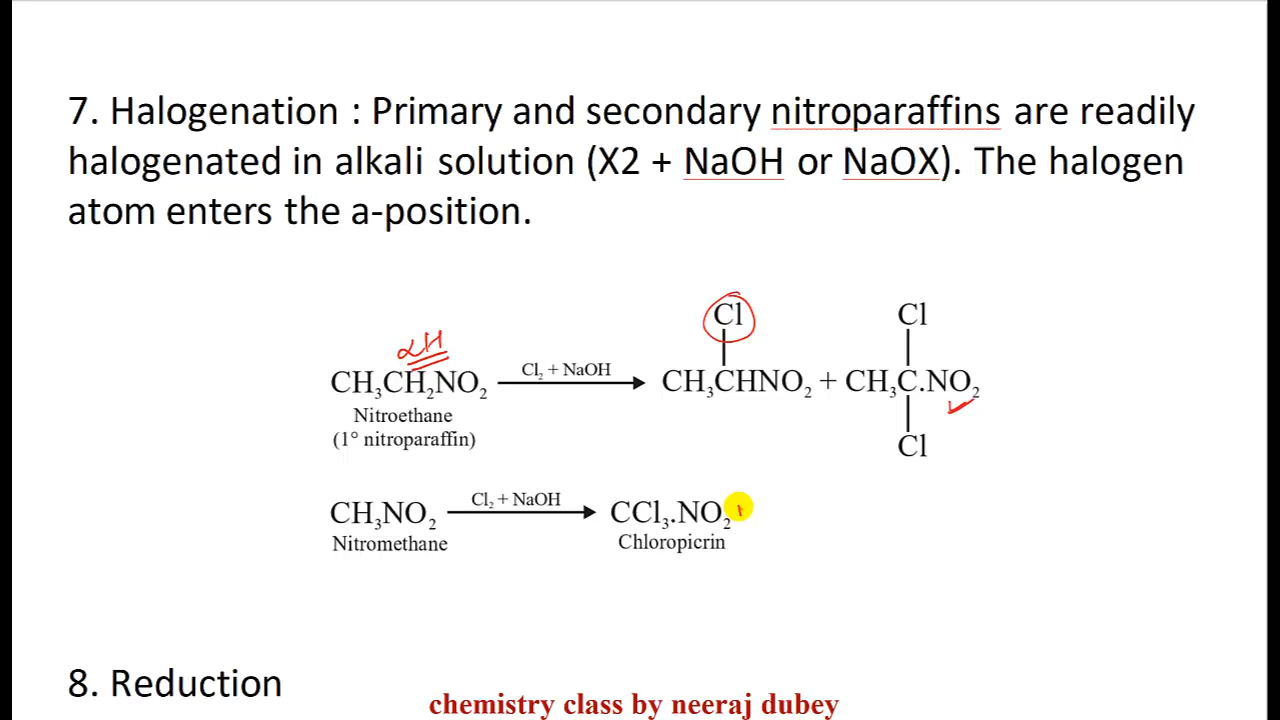 7. Halogenation : Primary and secondary nitroparaffins are readily
halogenated in alkali solution (X2 + NaOH or NaOX). The halogen
atom enters the a-position.
Cl Cl
αH
CH₃CH₂NO₂ Cl₂ + NaOH CH₃CHNO₂ + CH₃C.NO₂
Nitroethane
(1° nitroparaffin)
Cl
CH₃NO₂ Cl₂ + NaOH CCl₃.NO₂
Nitromethane Chloropicrin
8. Reduction
chemistry class by neeraj dubey